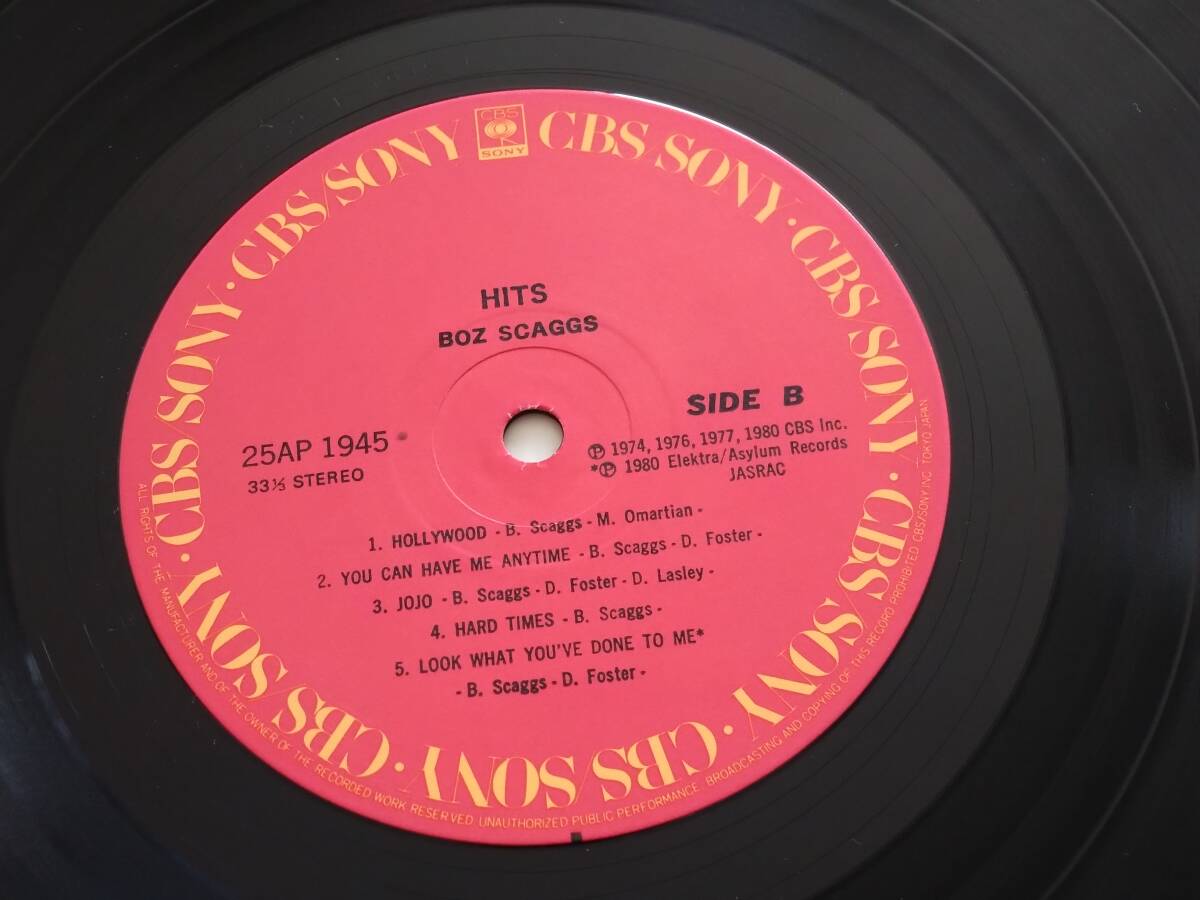 CBS
SONY
CBS/SONY · CBS SONY · CBS SONY · CBS/SONY · CBS/SONY · CBS/SONY · CBS/SONY · CBS/SONY · CBS/SONY
HITS
BOZ SCAGGS
SIDE B
25AP 1945
33⅓ STEREO
Ⓟ 1974, 1976, 1977, 1980 CBS Inc.
*Ⓟ 1980 Elektra/Asylum Records
JASRAC
1. HOLLYWOOD - B. Scaggs - M. Omartian -
2. YOU CAN HAVE ME ANYTIME - B. Scaggs - D. Foster -
3. JOJO - B. Scaggs - D. Foster - D. Lasley -
4. HARD TIMES - B. Scaggs -
5. LOOK WHAT YOU'VE DONE TO ME*
- B. Scaggs - D. Foster -
ALL RIGHTS OF THE MANUFACTURER AND OF THE OWNER OF THE RECORDED WORK RESERVED. UNAUTHORIZED PUBLIC PERFORMANCE, BROADCASTING AND COPYING OF THIS RECORD PROHIBITED CBS/SONY INC. TOKYO JAPAN